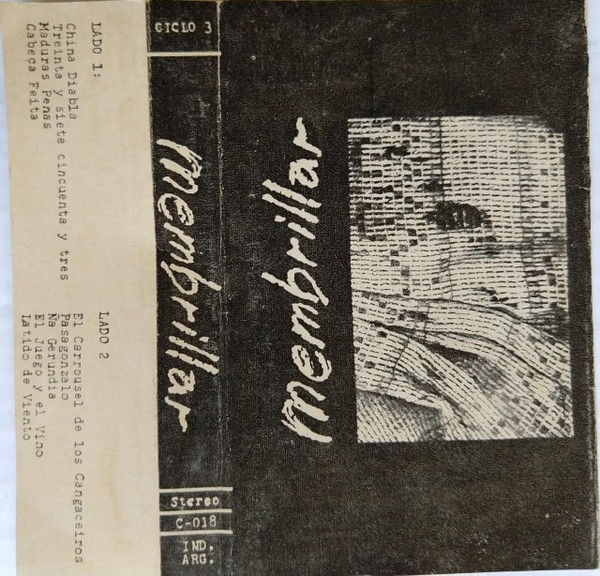 LADO 1:
China Diabla
Treinta y siete cincuenta y tres
Maduras Penas
Cabeça Feita
LADO 2
El Carrousel de los Cangaceiros
Pasagonzalo
Ña Gerundia
El Juego y el Vino
Latido de Viento
CICLO 3
membrillar
Stereo
C-018
IND.
ARG.
membrillar